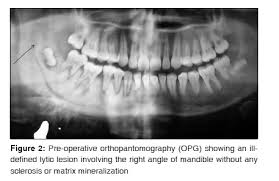 Figure 2: Pre-operative orthopantomography (OPG) showing an ill-
defined lytic lesion involving the right angle of mandible without any
sclerosis or matrix mineralization